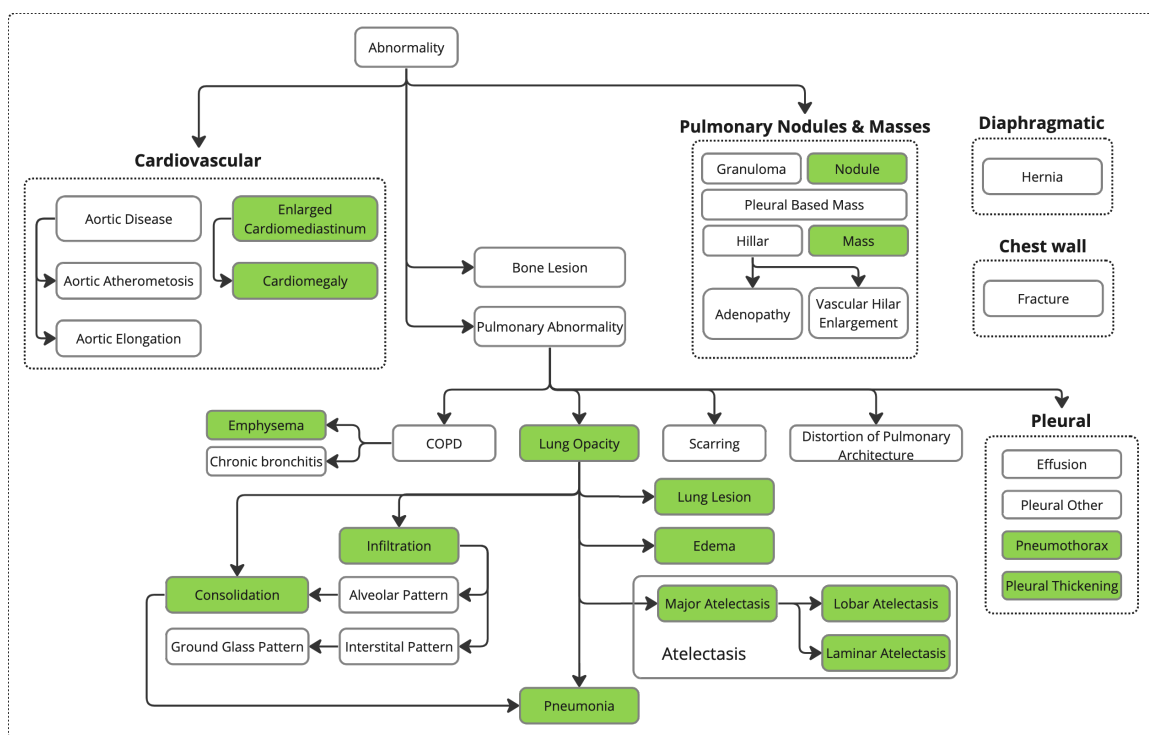 Abnormality
Cardiovascular
Aortic Disease
Enlarged
Cardiomediastinum
Aortic Atherometosis
Cardiomegaly
Aortic Elongation
Bone Lesion
Pulmonary Abnormality
Pulmonary Nodules & Masses
Granuloma
Nodule
Pleural Based Mass
Hillar
Mass
Adenopathy
Vascular Hilar
Enlargement
Diaphragmatic
Hernia
Chest wall
Fracture
Emphysema
Chronic bronchitis
COPD
Lung Opacity
Scarring
Distortion of Pulmonary
Architecture
Pleural
Effusion
Pleural Other
Pneumothorax
Pleural Thickening
Lung Lesion
Infiltration
Edema
Consolidation
Alveolar Pattern
Major Atelectasis
Lobar Atelectasis
Ground Glass Pattern
Interstital Pattern
Atelectasis
Laminar Atelectasis
Pneumonia